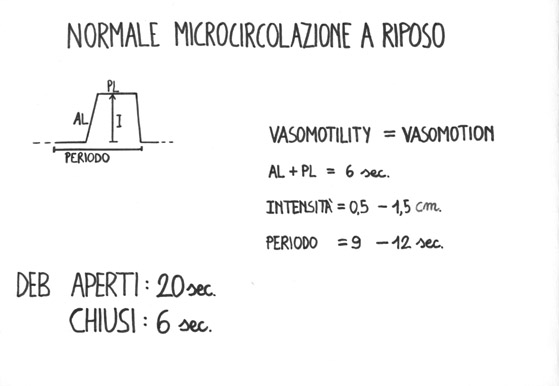 NORMALE MICROCIRCOLAZIONE A RIPOSO
PL
AL
I
PERIODO
VASOMOTILITY = VASOMOTION
AL + PL = 6 sec.
INTENSITÀ = 0,5 - 1,5 cm.
PERIODO = 9 - 12 sec.
DEB APERTI : 20 sec.
CHIUSI : 6 sec.